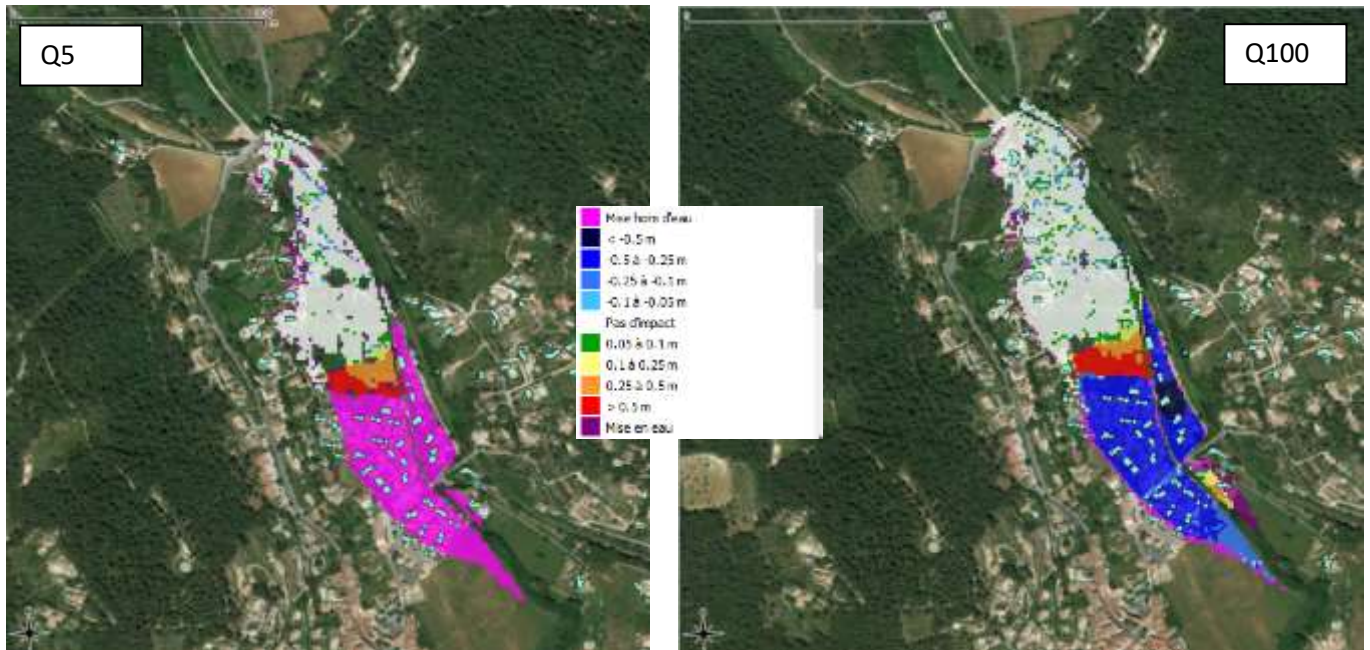 Q5
Q100
Mise hors d'eau
< -0.5 m
-0.5 à -0.25 m
-0.25 à -0.1 m
-0.1 à -0.05 m
Pas d'impact
0.05 à 0.1 m
0.1 à 0.25 m
0.25 à 0.5 m
> 0.5 m
Mise en eau